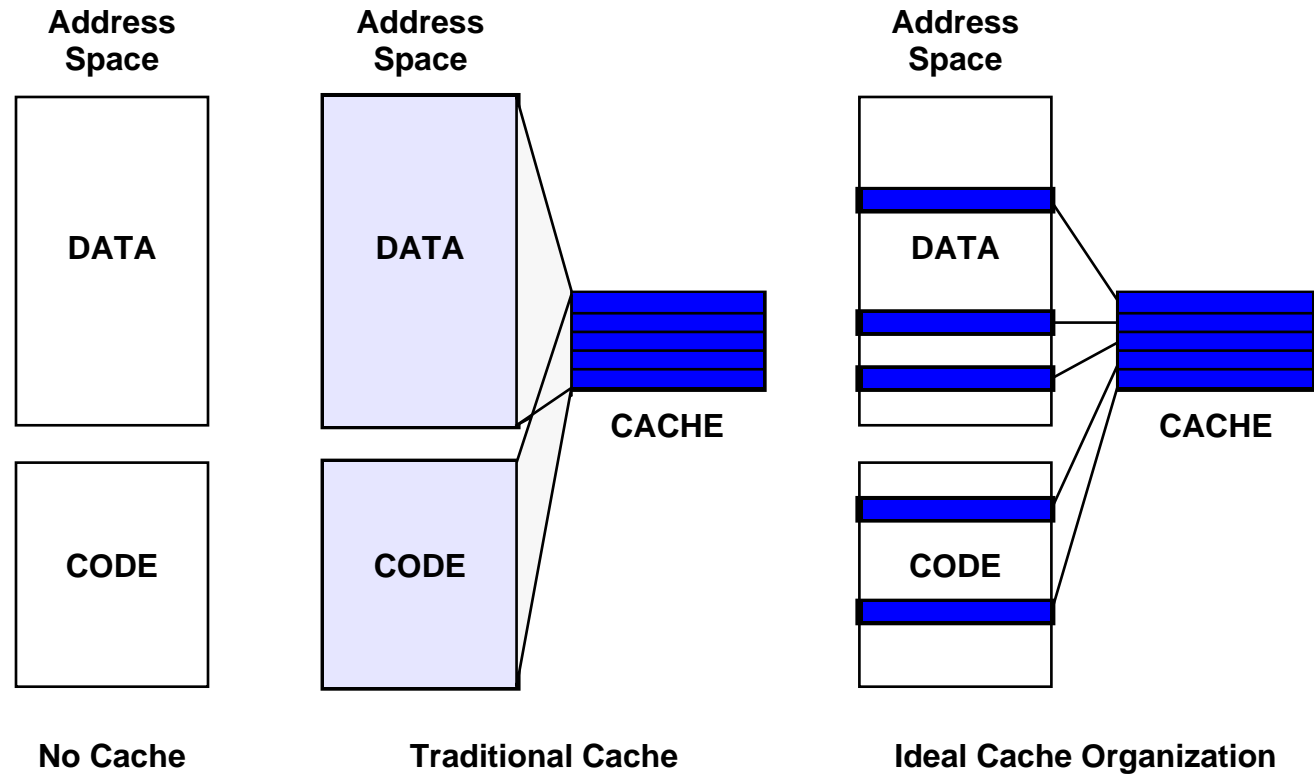 Address
Space
Address
Space
Address
Space
DATA
DATA
DATA
CACHE
CACHE
CODE
CODE
CODE
No Cache
Traditional Cache
Ideal Cache Organization